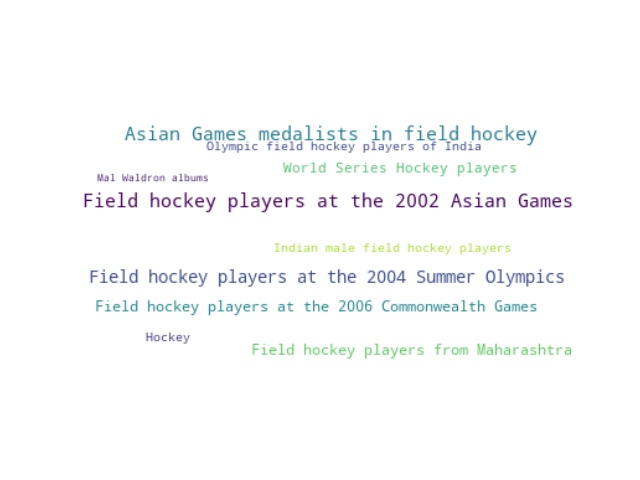 Asian Games medalists in field hockey
Olympic field hockey players of India
World Series Hockey players
Mal Waldron albums
Field hockey players at the 2002 Asian Games
Indian male field hockey players
Field hockey players at the 2004 Summer Olympics
Field hockey players at the 2006 Commonwealth Games
Hockey
Field hockey players from Maharashtra